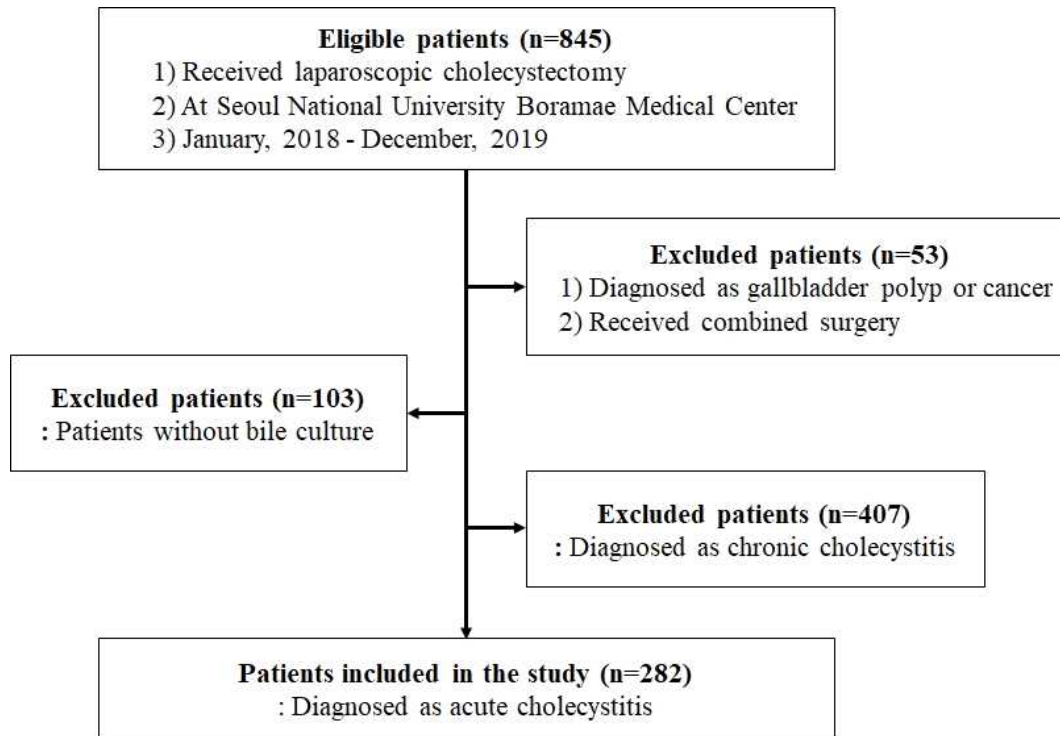 Eligible patients (n=845)
1) Received laparoscopic cholecystectomy
2) At Seoul National University Boramae Medical Center
3) January, 2018 - December, 2019
Excluded patients (n=53)
1) Diagnosed as gallbladder polyp or cancer
2) Received combined surgery
Excluded patients (n=103)
: Patients without bile culture
Excluded patients (n=407)
: Diagnosed as chronic cholecystitis
Patients included in the study (n=282)
: Diagnosed as acute cholecystitis